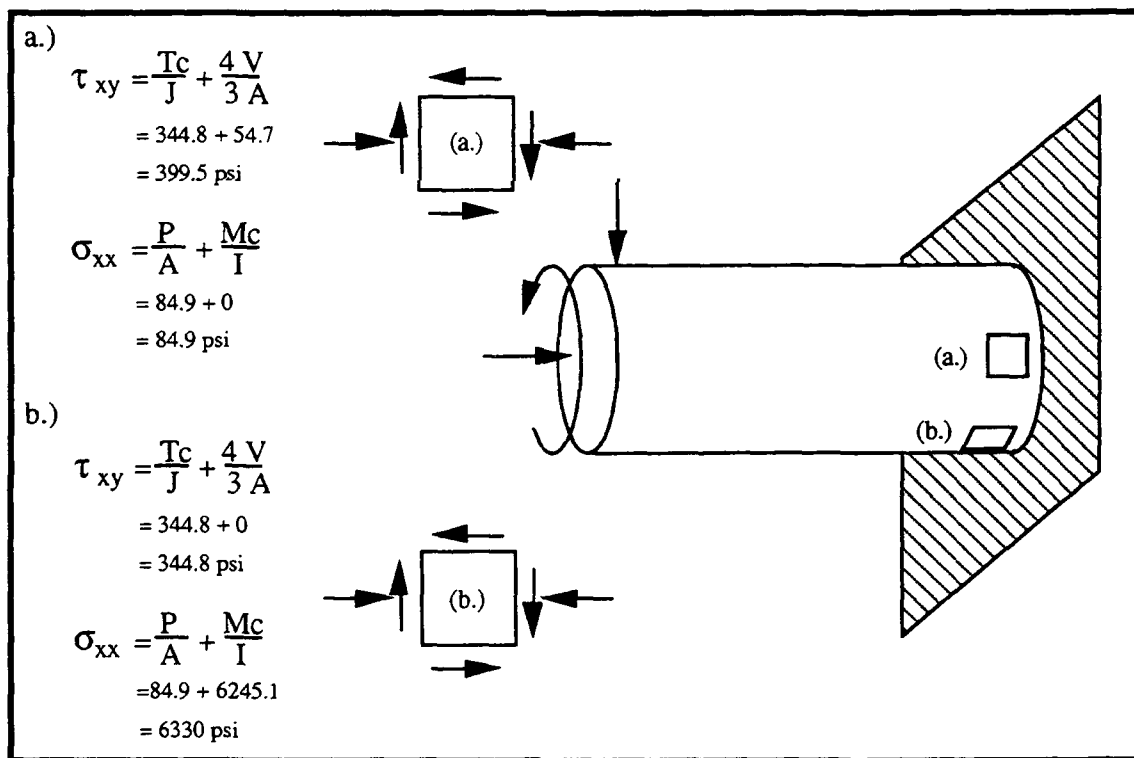 a.)
τ xy = Tc/J + 4 V/3 A
= 344.8 + 54.7
= 399.5 psi
σxx = P/A + Mc/I
= 84.9 + 0
= 84.9 psi
(a.)
(a.)
(b.)
b.)
τ xy = Tc/J + 4 V/3 A
= 344.8 + 0
= 344.8 psi
σxx = P/A + Mc/I
=84.9 + 6245.1
= 6330 psi
(b.)